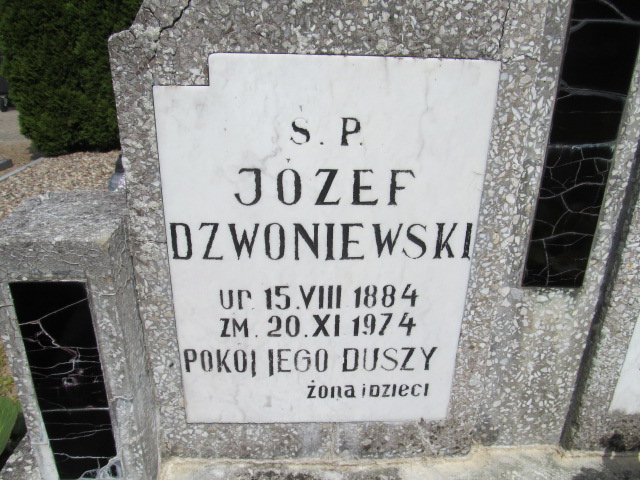 Ś. P.
JÓZEF
DZWONIEWSKI
UR. 15.VIII 1884
ZM. 20.XI 1974
POKOJ JEGO DUSZY
żona i DZIECI